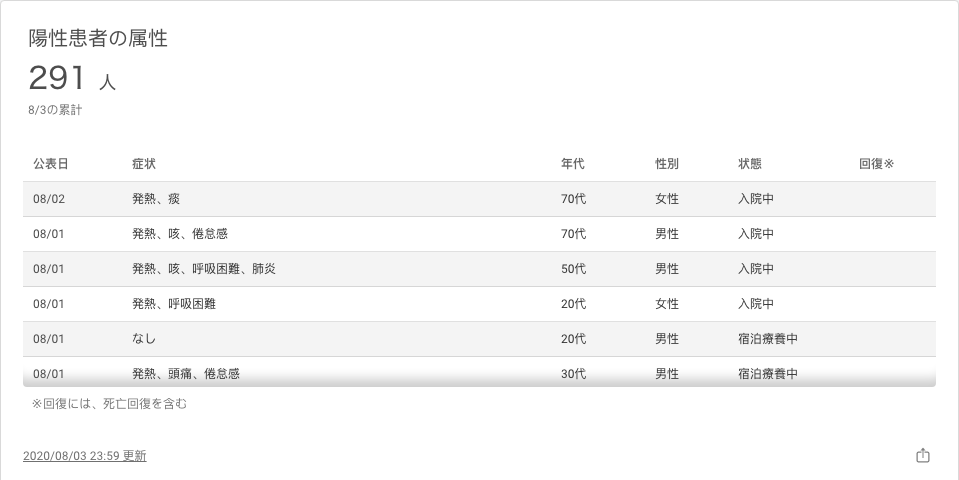 陽性患者の属性
291 人
8/3の累計
公表日 症状 年代 性別 状態 回復※
08/02 発熱、痰 70代 女性 入院中
08/01 発熱、咳、倦怠感 70代 男性 入院中
08/01 発熱、咳、呼吸困難、肺炎 50代 男性 入院中
08/01 発熱、呼吸困難 20代 女性 入院中
08/01 なし 20代 男性 宿泊療養中
08/01 発熱、頭痛、倦怠感 30代 男性 宿泊療養中
※回復には、死亡回復を含む
2020/08/03 23:59 更新